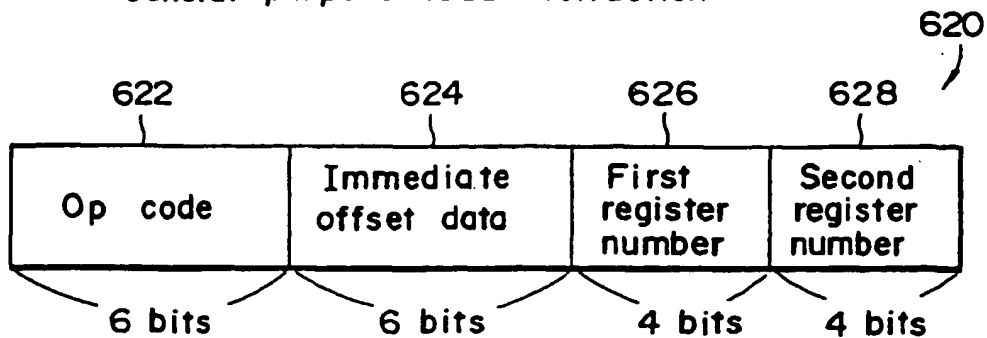 620
622 624 626 628
Op code
Immediate
offset data
First
register
number
Second
register
number
6 bits 6 bits 4 bits 4 bits